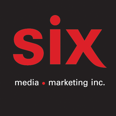 six
media + marketing inc.